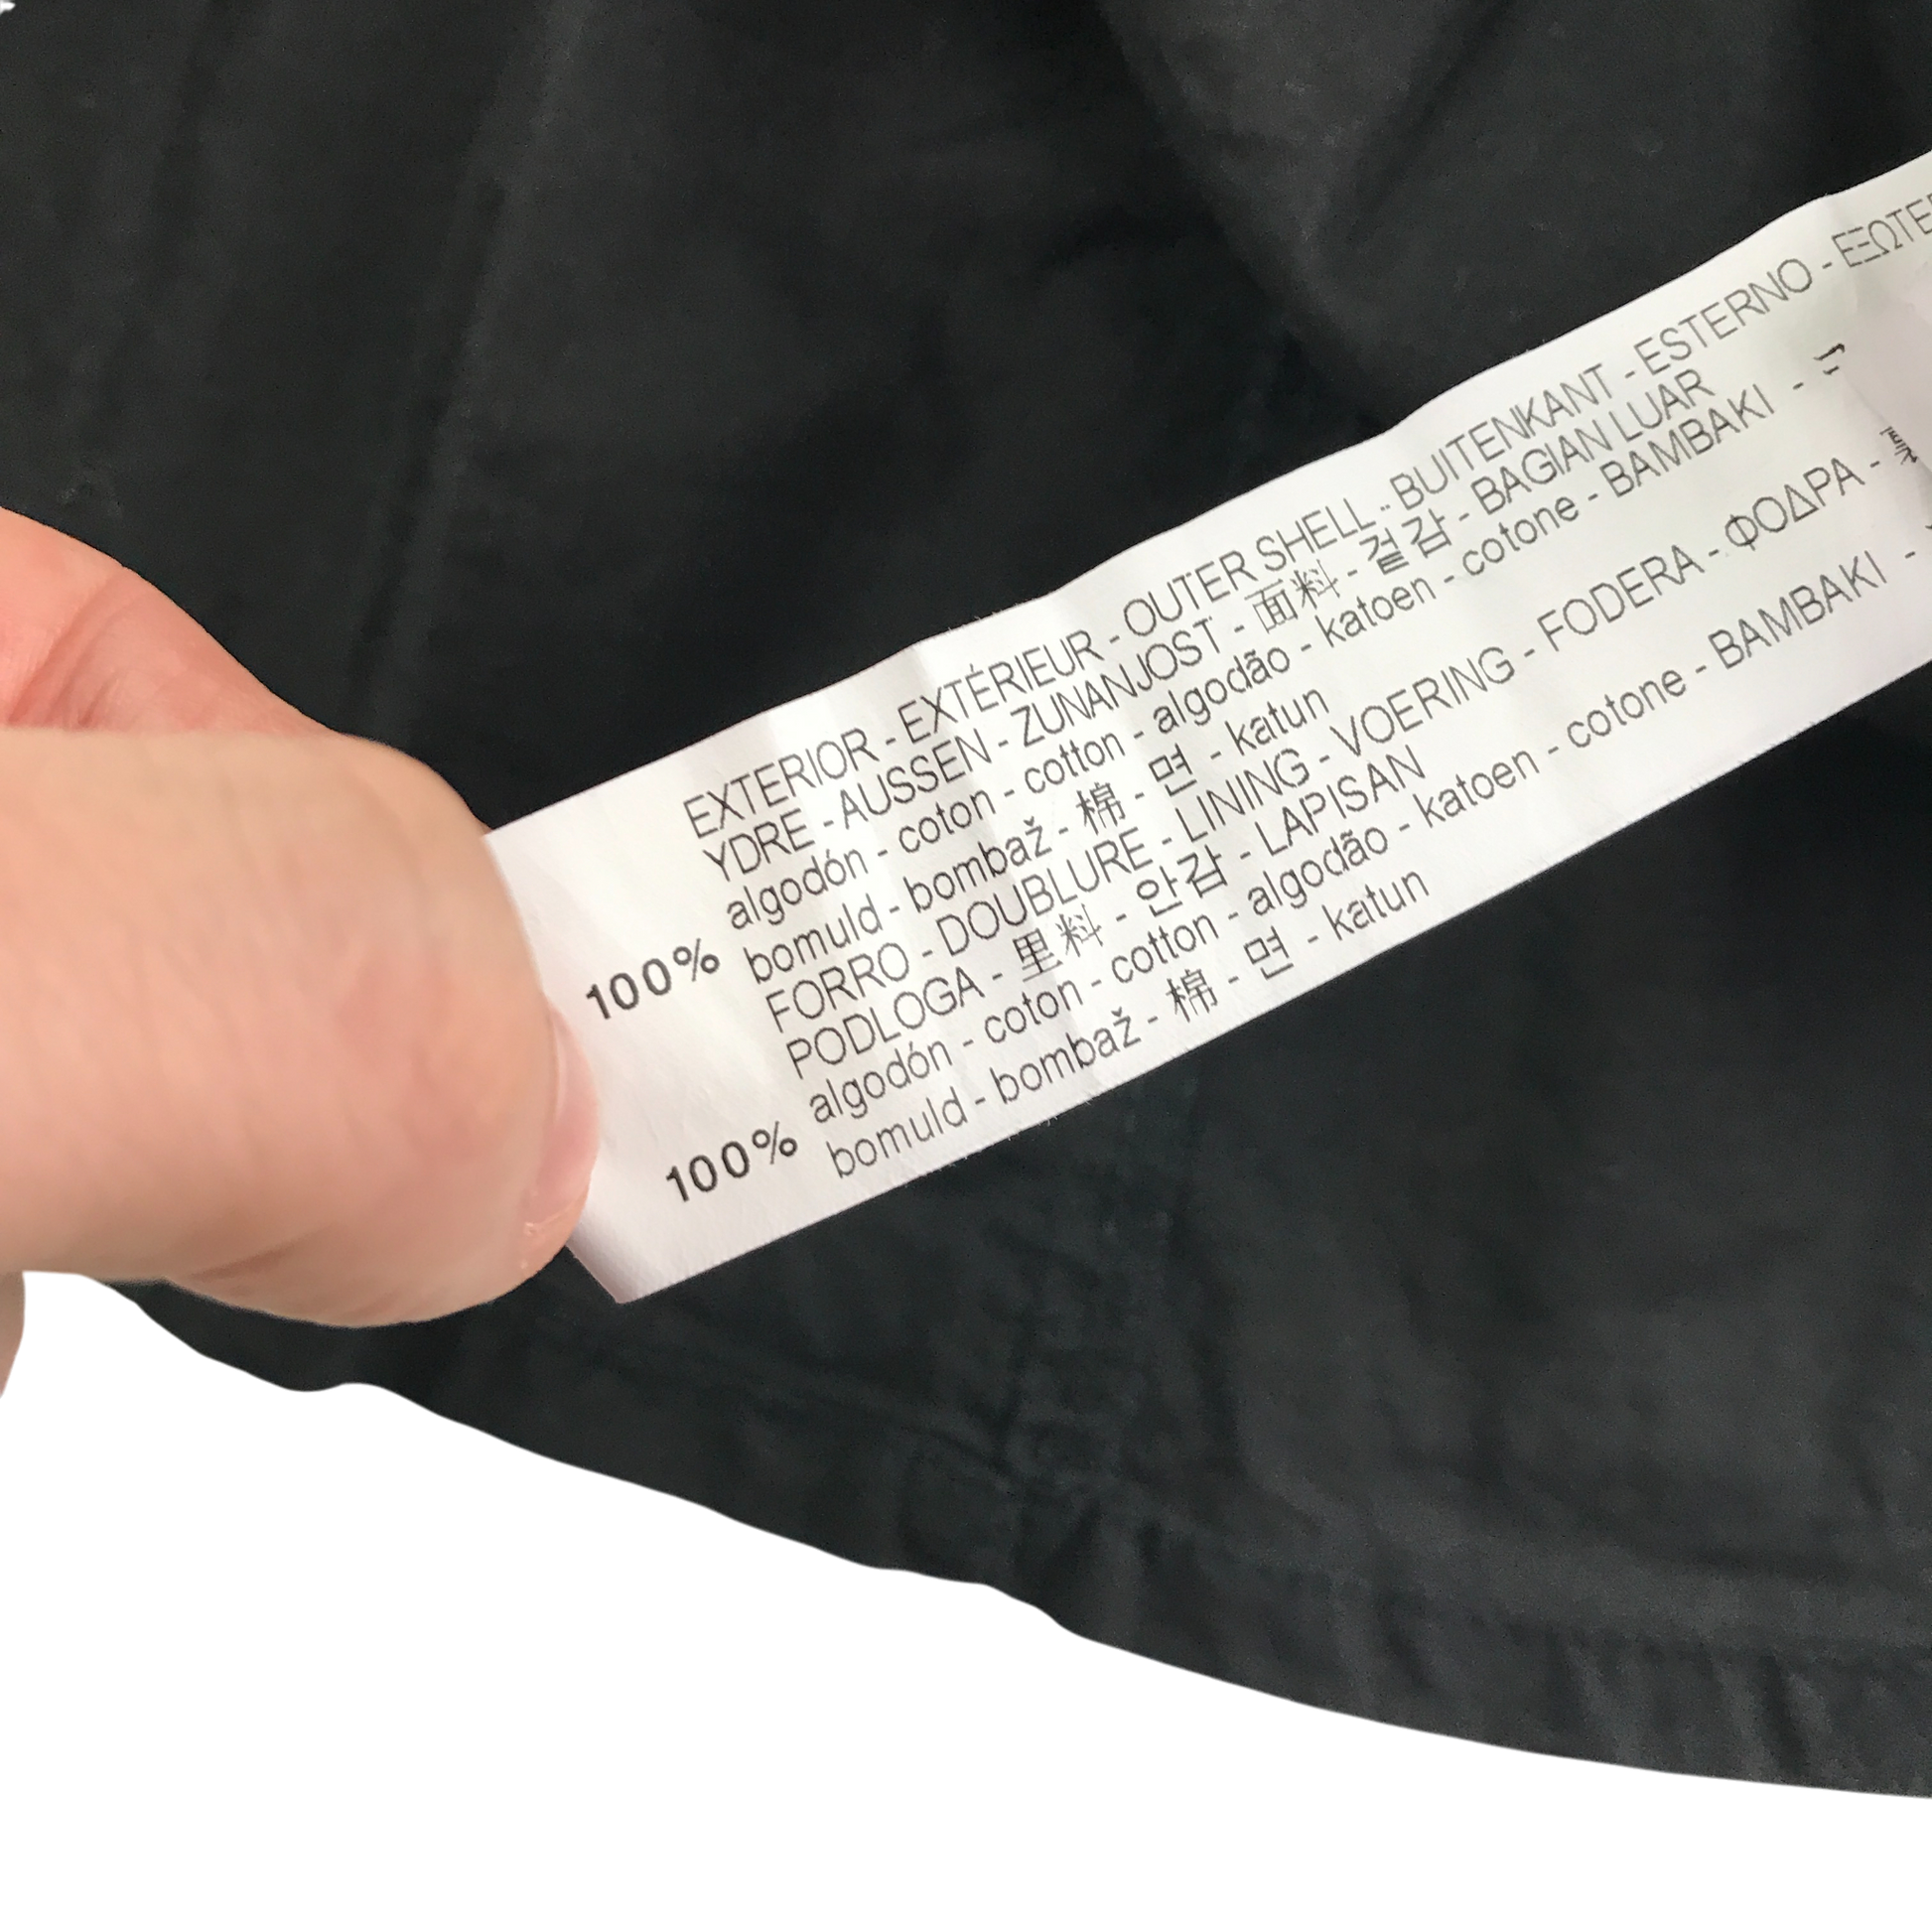 EXTERIOR - EXTÉRIEUR - OUTER SHELL - BUITENKANT - ESTERNO -
YDRE - AUSSEN - ZUNANJOST - 面料 - 겉감 - BAGIAN LUAR
100% algodón - coton - cotton - algodão - katoen - cotone - BAMBAKI -
bomuld - bombaž - 棉 - 면 - katun
FORRO - DOUBLURE - LINING - VOERING - FODERA - ΦΟΔΡΑ -
PODLOGA - 里料 - 안감 - LAPISAN
100% algodón - coton - cotton - algodão - katoen - cotone - BAMBAKI -
bomuld - bombaž - 棉 - 면 - katun